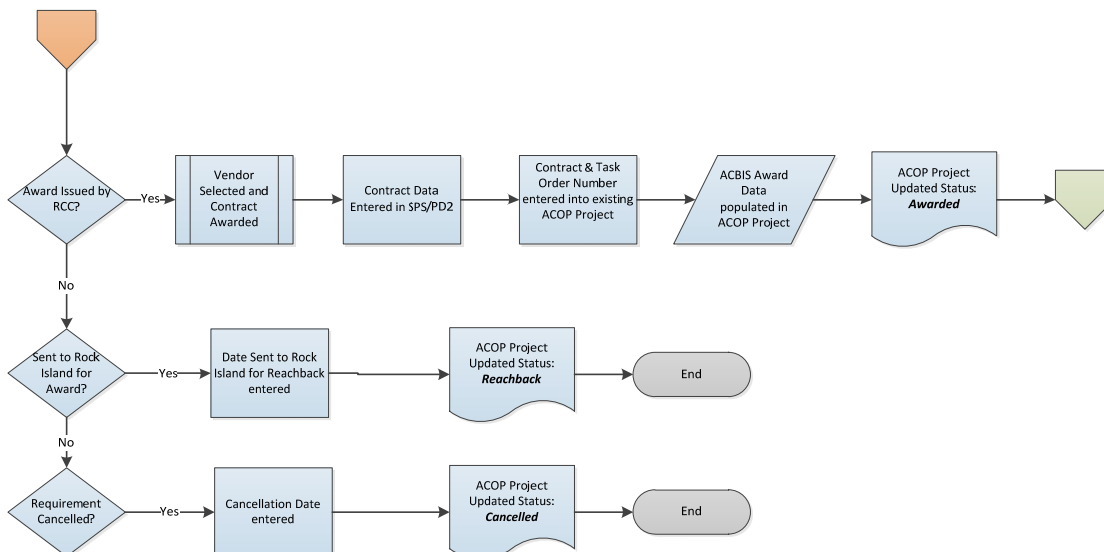 Award Issued by
RCC?
Yes
Vendor
Selected and
Contract
Awarded
Contract Data
Entered in SPS/PD2
Contract & Task
Order Number
entered into existing
ACOP Project
ACBIS Award
Data
populated in
ACOP Project
ACOP Project
Updated Status:
Awarded
No
Sent to Rock
Island for
Award?
Yes
Date Sent to Rock
Island for Reachback
entered
ACOP Project
Updated Status:
Reachback
End
No
Requirement
Cancelled?
Yes
Cancellation Date
entered
ACOP Project
Updated Status:
Cancelled
End